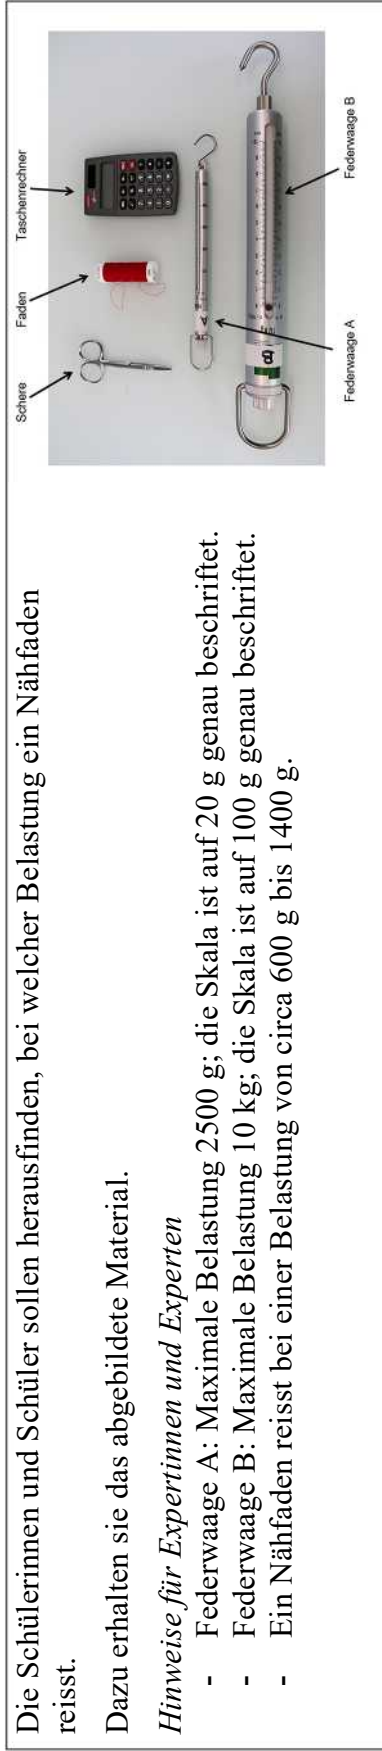 Die Schülerinnen und Schüler sollen herausfinden, bei welcher Belastung ein Nähfaden
reisst.
Dazu erhalten sie das abgebildete Material.
Hinweise für Expertinnen und Experten
- Federwaage A: Maximale Belastung 2500 g; die Skala ist auf 20 g genau beschriftet.
- Federwaage B: Maximale Belastung 10 kg; die Skala ist auf 100 g genau beschriftet.
- Ein Nähfaden reisst bei einer Belastung von circa 600 g bis 1400 g.
Schere
Faden
Taschenrechner
A
B
Federwaage A
Federwaage B